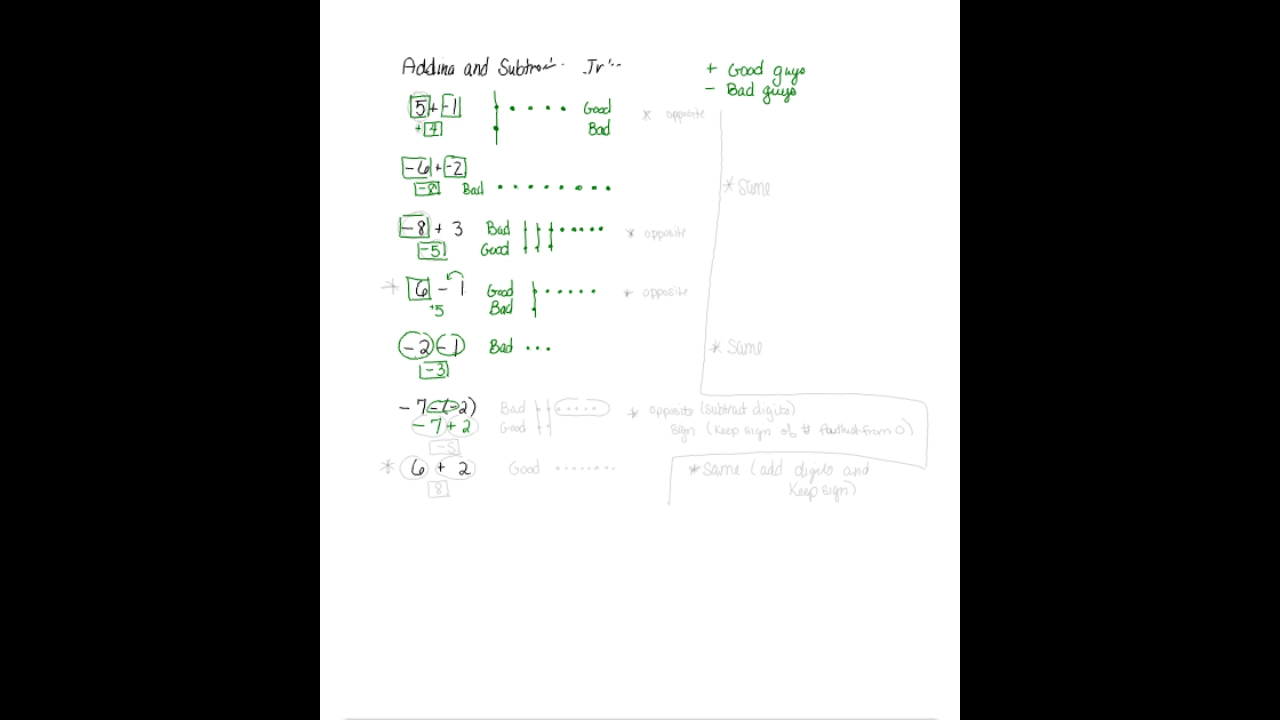 Adding and Subtract
+ Good guys
- Bad guys
5 + -1 Good * opposite
+4 Bad
-6 + -2
-8 Bad * Same
-8 + 3 Bad * opposite
-5 Good
* 6 - 1 Good * opposite
+5 Bad
-2 - 1 Bad * Same
-3
-7 - (-2) Bad * opposite (subtract digits)
-7 + 2 Good sign (keep sign of # farthest from 0)
-5
* 6 + 2 Good * Same (add digits and
8 Keep sign)